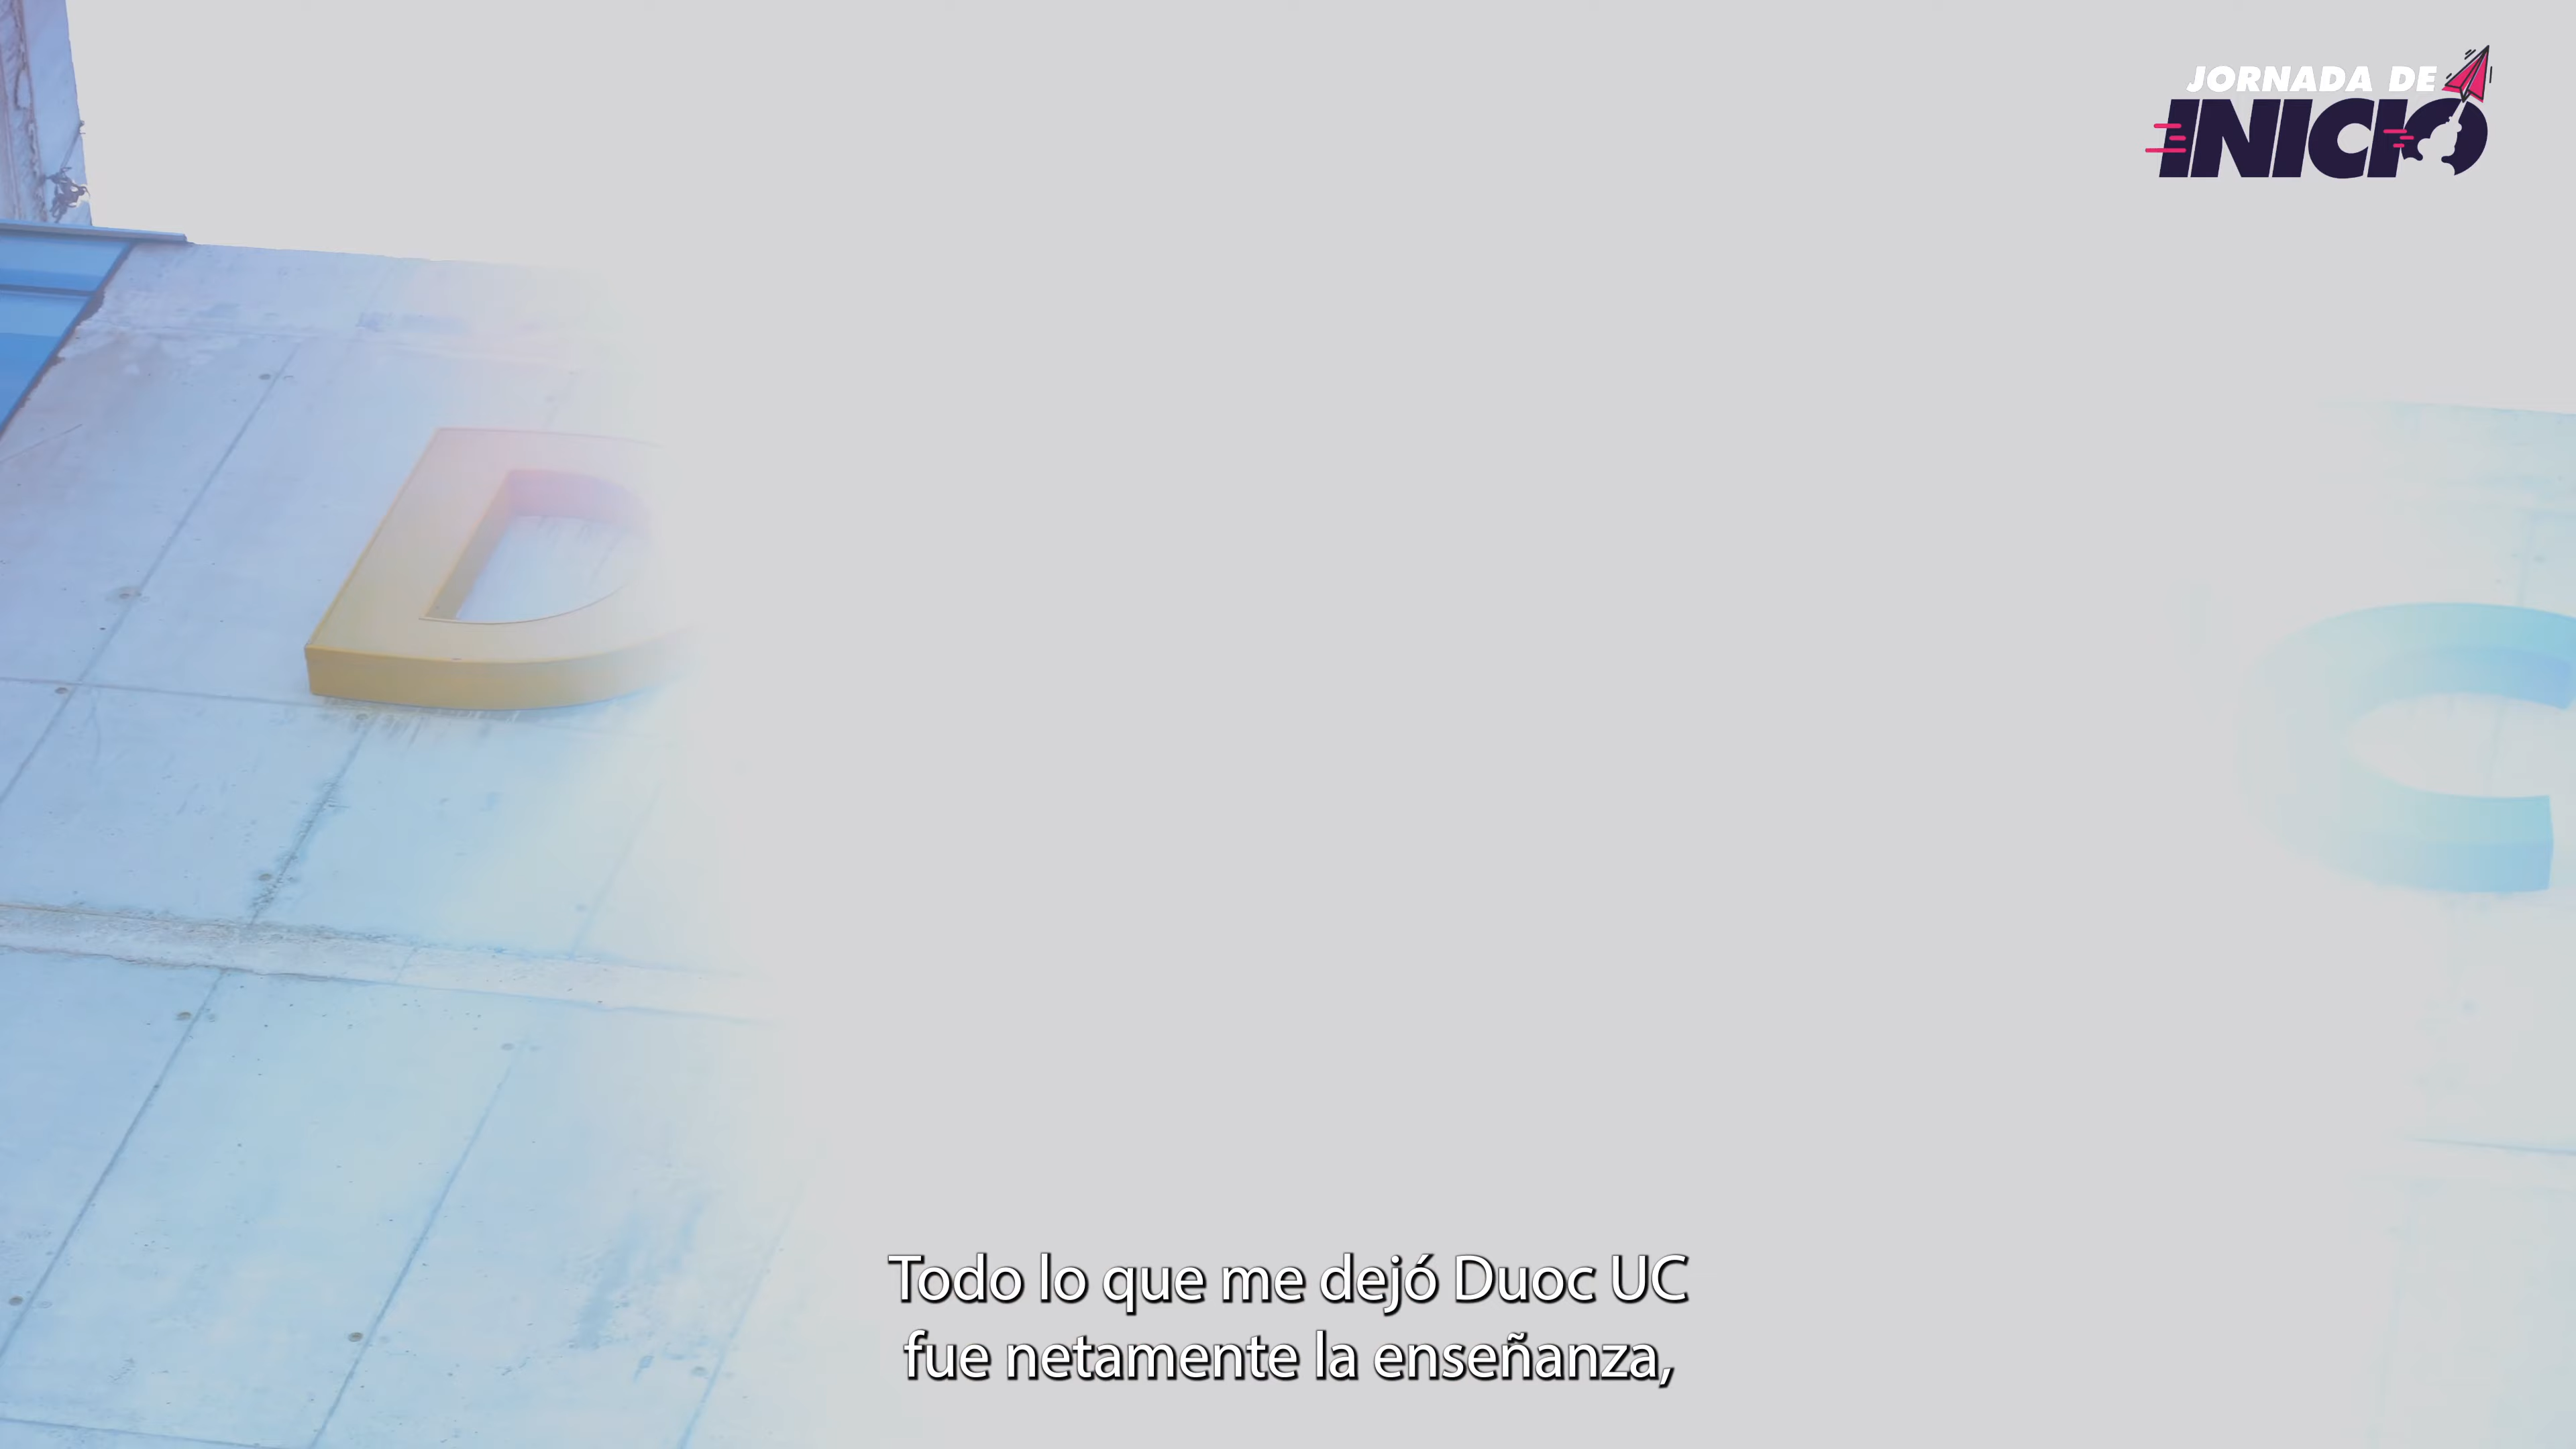 JORNADA DE
INICIO
D
C
Todo lo que me dejó Duoc UC
fue netamente la enseñanza,